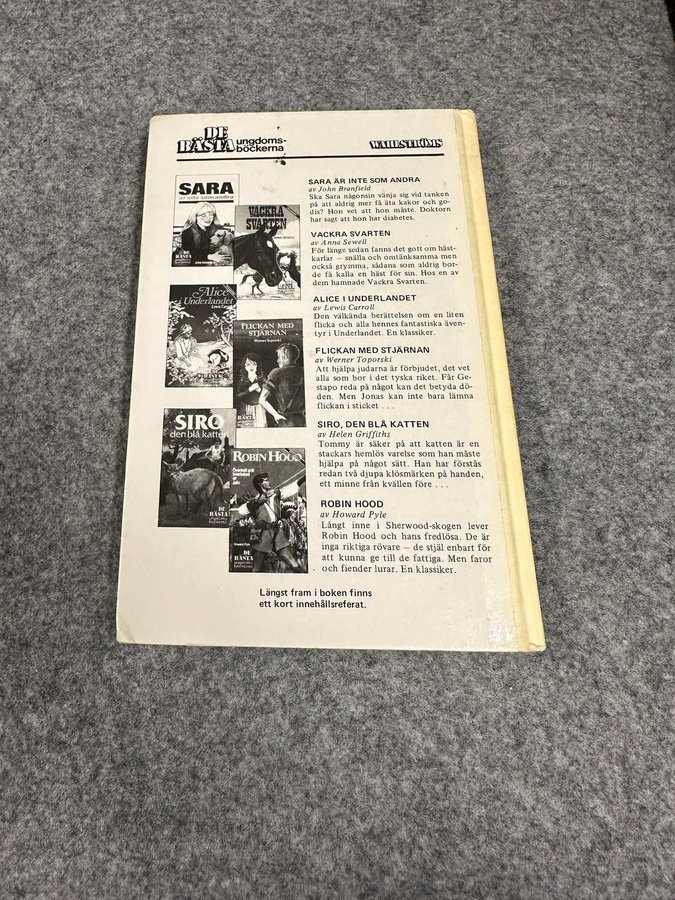 DE
BÄSTA ungdoms-
böckerna
WAHLSTRÖMS
SARA
är inte som andra
VACKRA
SVARTEN
Alice
i Underlandet
FLICKAN MED
STJÄRNAN
SIRO
den blå katten
ROBIN HOOD
DE
BÄSTA
SARA ÄR INTE SOM ANDRA
av John Branfield
Ska Sara någonsin vänja sig vid tanken
på att aldrig mer få äta kakor och go-
dis? Hon vet att hon måste. Doktorn
har sagt att hon har diabetes.
VACKRA SVARTEN
av Anna Sewell
För länge sedan fanns det gott om häst-
karlar – snälla och omtänksamma men
också grymma, sådana som aldrig bor-
de få kalla en häst för sin. Hos en av
dem hamnade Vackra Svarten.
ALICE I UNDERLANDET
av Lewis Carroll
Den välkända berättelsen om en liten
flicka och alla hennes fantastiska även-
tyr i Underlandet. En klassiker.
FLICKAN MED STJÄRNAN
av Werner Toporski
Att hjälpa judarna är förbjudet, det vet
alla som bor i det tyska riket. Får Ge-
stapo reda på något kan det betyda dö-
den. Men Jonas kan inte bara lämna
flickan i sticket . . .
SIRO, DEN BLÅ KATTEN
av Helen Griffiths
Tommy är säker på att katten är en
stackars hemlös varelse som han måste
hjälpa på något sätt. Han har förstås
redan två djupa klösmärken på handen,
ett minne från kvällen före . . .
ROBIN HOOD
av Howard Pyle
Långt inne i Sherwood-skogen lever
Robin Hood och hans fredlösa. De är
inga riktiga rövare – de stjäl enbart för
att kunna ge till de fattiga. Men faror
och fiender lurar. En klassiker.
Längst fram i boken finns
ett kort innehållsreferat.